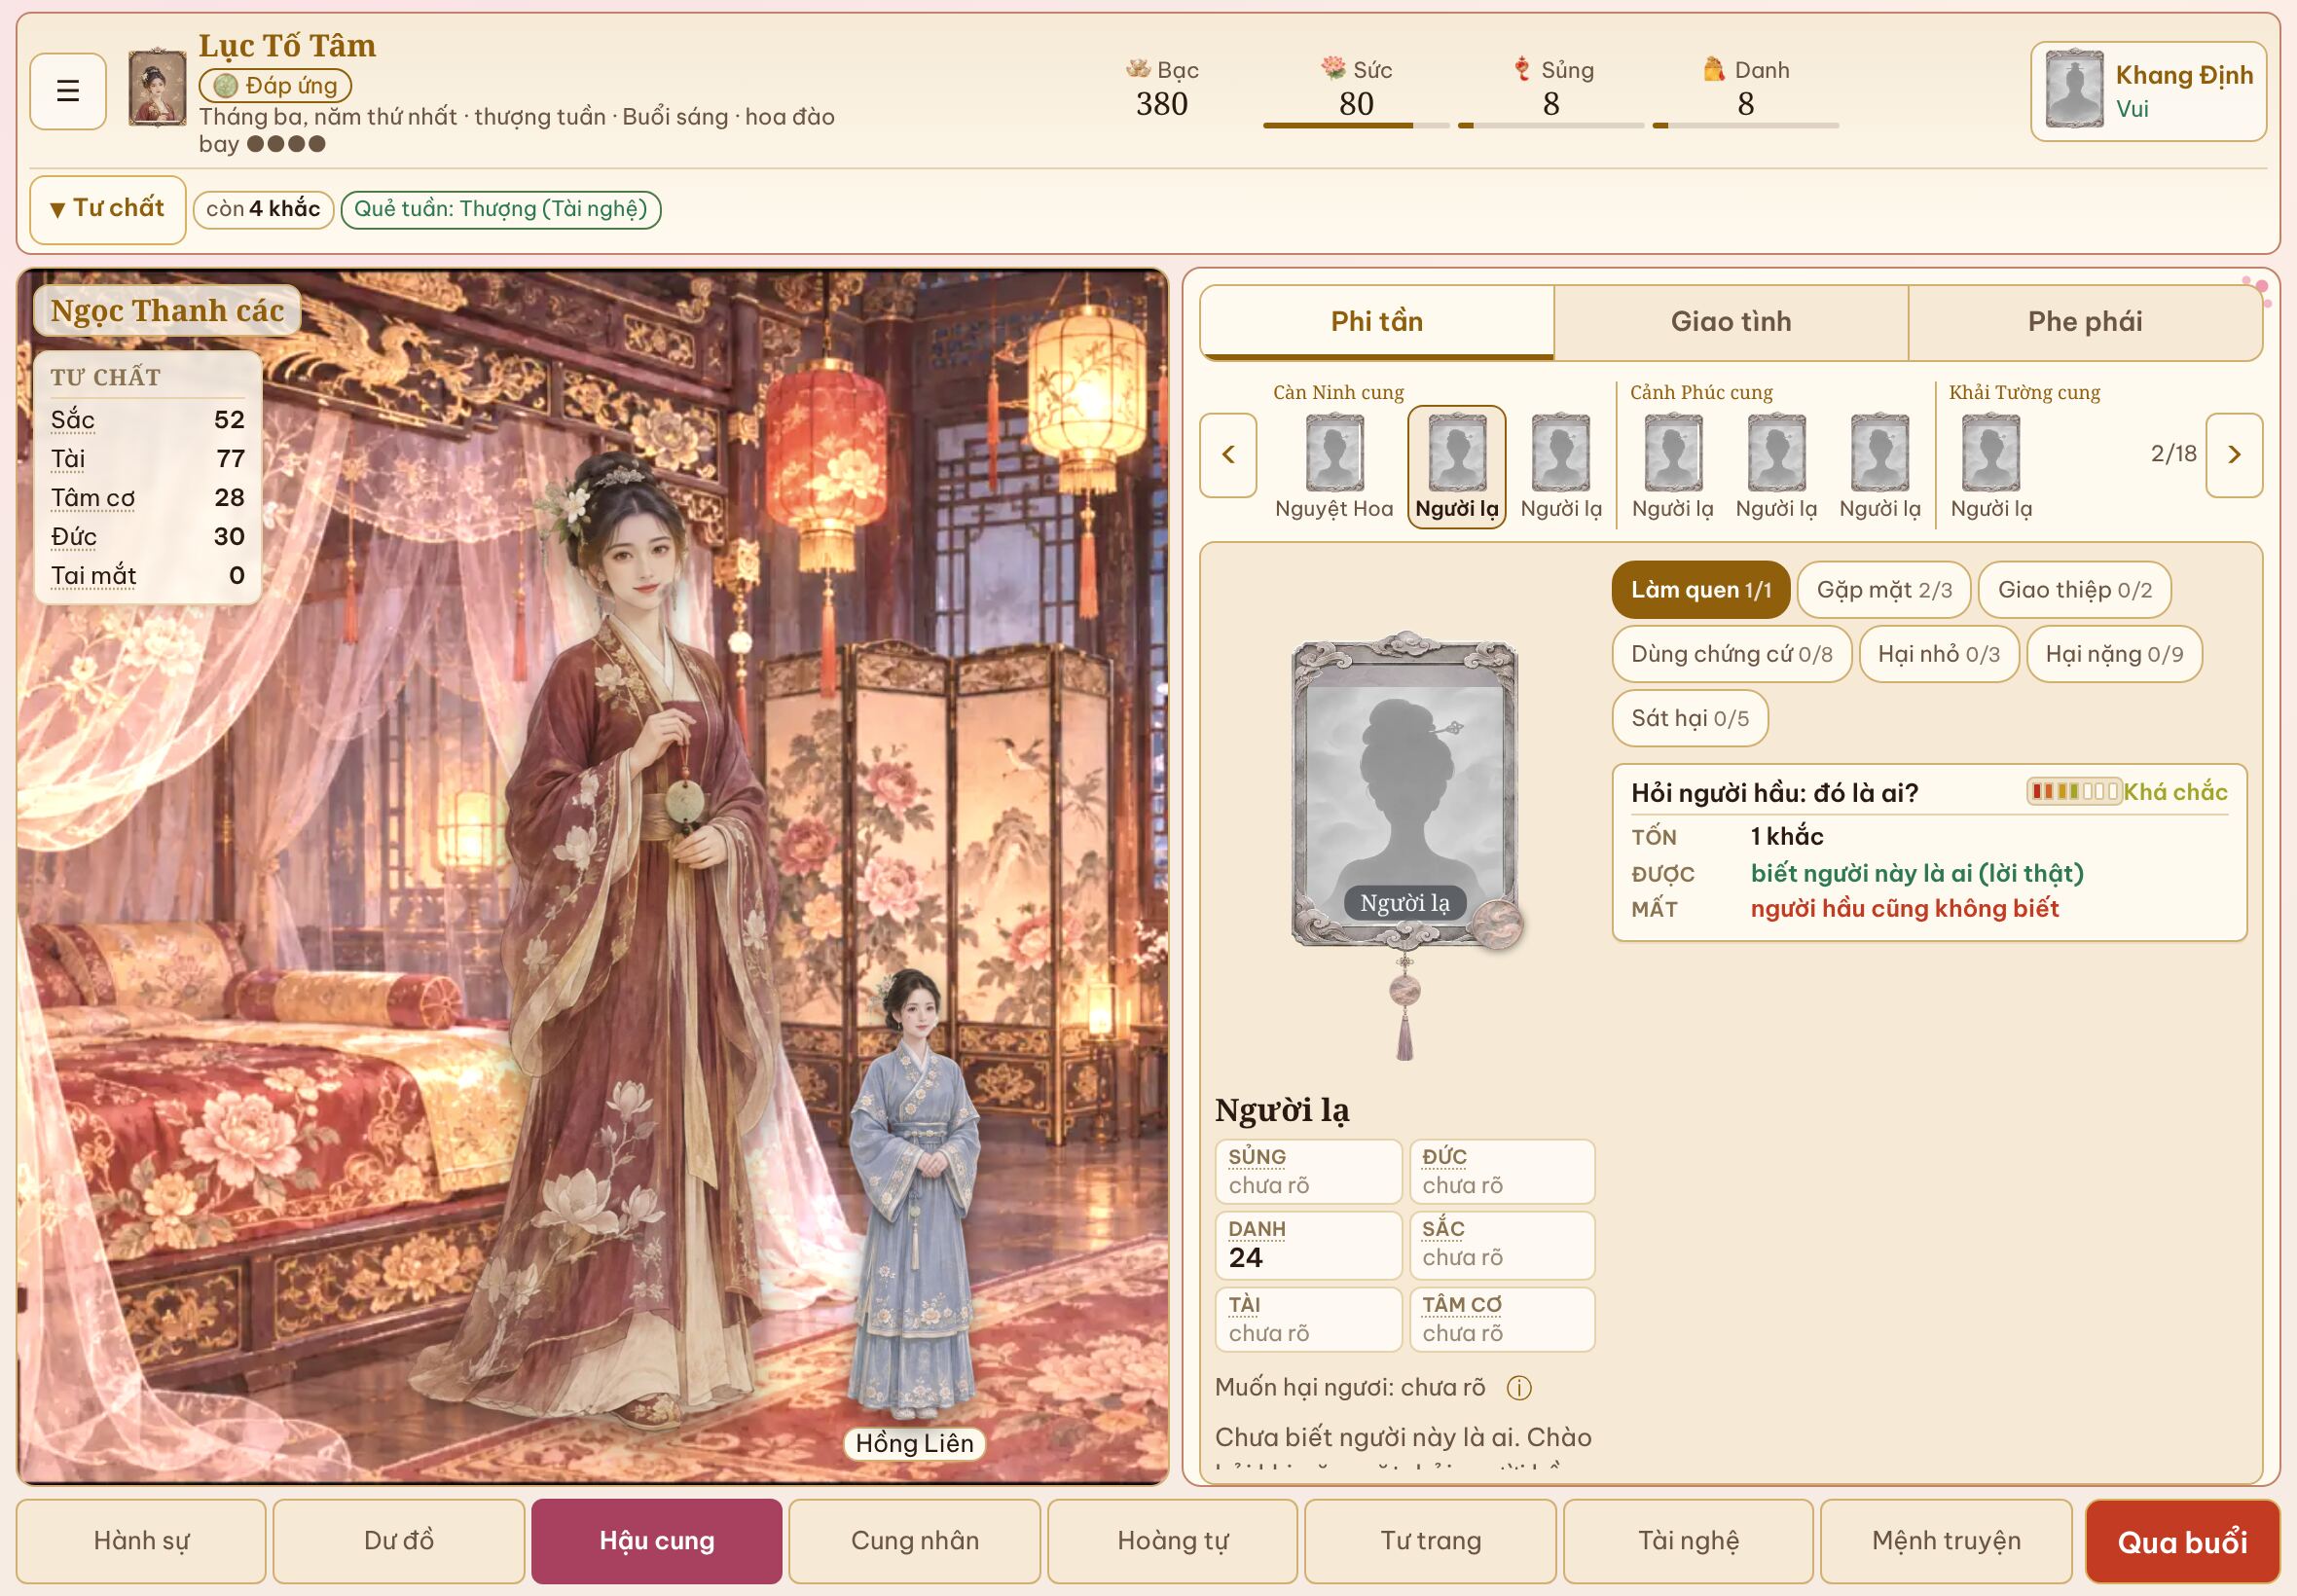 Lục Tố Tâm
Đáp ứng
Tháng ba, năm thứ nhất · thượng tuần · Buổi sáng · hoa đào
bay
Bạc
380
Sức
80
Sủng
8
Danh
8
Khang Định
Vui
▼ Tư chất
còn 4 khắc
Quẻ tuần: Thượng (Tài nghệ)
Ngọc Thanh các
TƯ CHẤT
Sắc 52
Tài 77
Tâm cơ 28
Đức 30
Tai mắt 0
Hồng Liên
Phi tần
Giao tình
Phe phái
Càn Ninh cung
Cảnh Phúc cung
Khải Tường cung
Nguyệt Hoa
Người lạ
Người lạ
Người lạ
Người lạ
Người lạ
Người lạ
2/18
Người lạ
Làm quen 1/1
Gặp mặt 2/3
Giao thiệp 0/2
Dùng chứng cứ 0/8
Hại nhỏ 0/3
Hại nặng 0/9
Sát hại 0/5
Hỏi người hầu: đó là ai?
Khá chắc
TỐN 1 khắc
ĐƯỢC biết người này là ai (lời thật)
MẤT người hầu cũng không biết
Người lạ
SỦNG
chưa rõ
ĐỨC
chưa rõ
DANH
24
SẮC
chưa rõ
TÀI
chưa rõ
TÂM CƠ
chưa rõ
Muốn hại ngươi: chưa rõ
Chưa biết người này là ai. Chào
Hành sự
Dư đồ
Hậu cung
Cung nhân
Hoàng tự
Tư trang
Tài nghệ
Mệnh truyện
Qua buổi